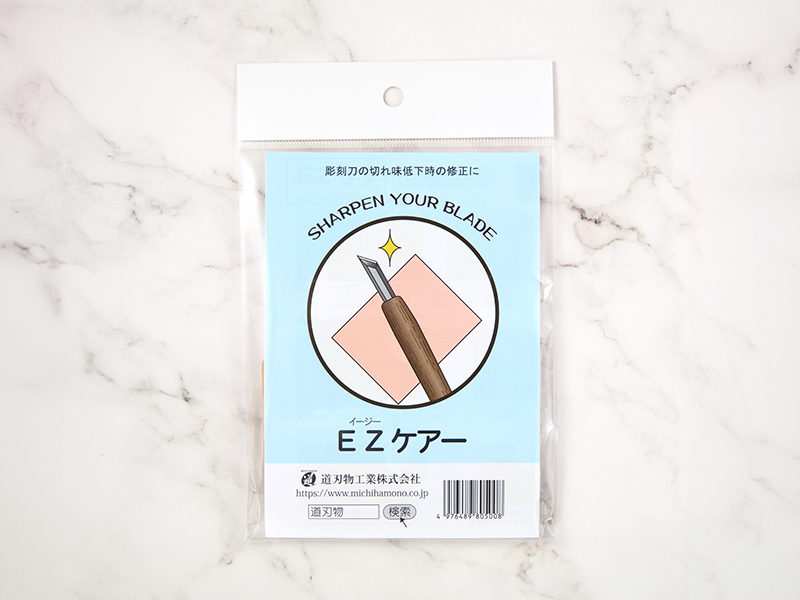 彫刻刀の切れ味低下時の修正に
SHARPEN YOUR BLADE
イージー
EZケアー
道刃物工業株式会社
https://www.michihamono.co.jp
道刃物 検索
4 976489 805008